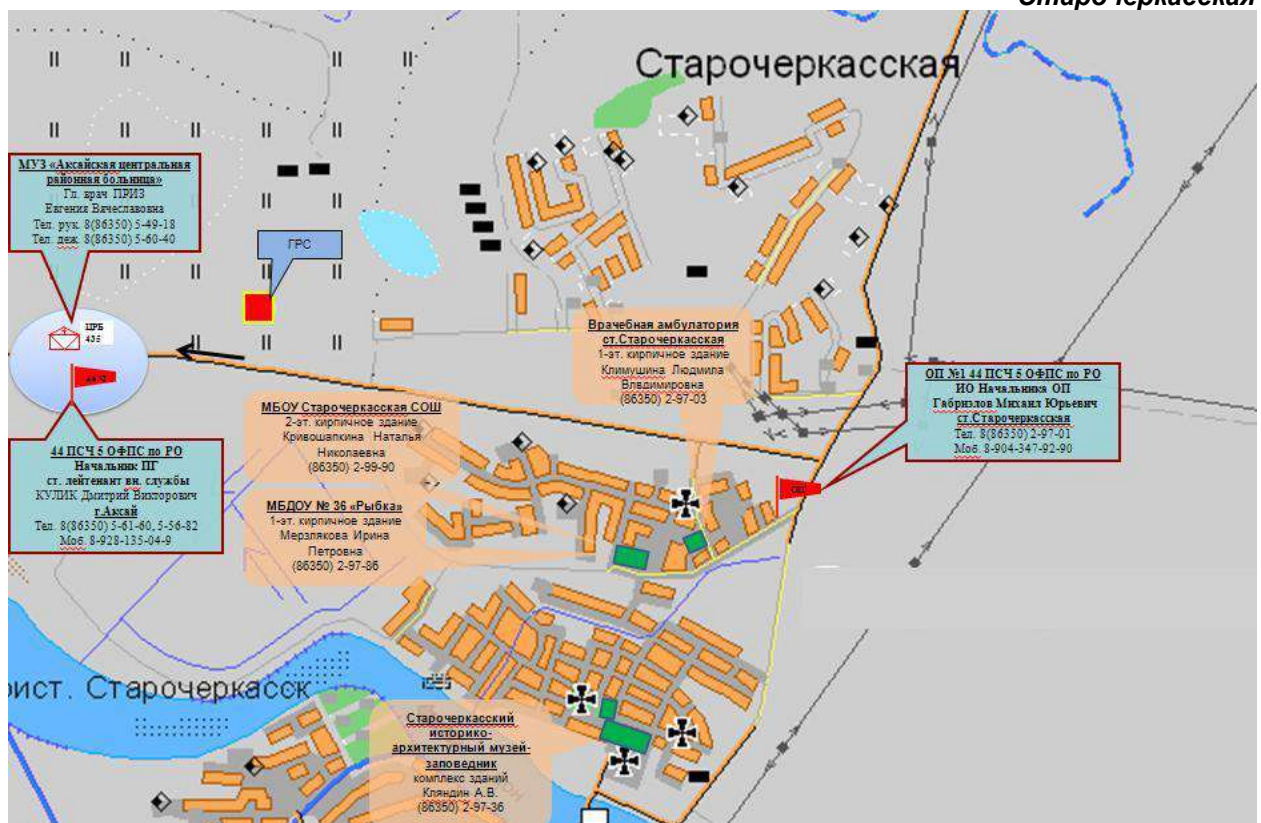 Старочеркасская
Старочеркасская
МУЗ «Аксайская центральная
районная больница»
Гл. врач ПРИЗ
Евгения Вячеславовна
Тел. рук. 8(86350) 5-49-18
Тел. деж. 8(86350) 5-60-40
ГРС
ЦРБ
435
44 ПСЧ 5 ОФПС по РО
Начальник ПГ
ст. лейтенант вн. службы
КУЛИК Дмитрий Викторович
г.Аксай
Тел. 8(86350) 5-61-60, 5-56-82
Моб. 8-928-135-04-9
Врачебная амбулатория
ст.Старочеркасская
1-эт. кирпичное здание
Климушина Людмила
Владимировна
(86350) 2-97-03
ОП №1 44 ПСЧ 5 ОФПС по РО
ИО Начальника ОП
Габриэлов Михаил Юрьевич
ст.Старочеркасская
Тел. 8(86350) 2-97-01
Моб. 8-904-347-92-90
ОП
МБОУ Старочеркасская СОШ
2-эт. кирпичное здание
Кривошапкина Наталья
Николаевна
(86350) 2-99-90
МБДОУ № 36 «Рыбка»
1-эт. кирпичное здание
Мерзлякова Ирина
Петровна
(86350) 2-97-86
рист. Старочеркасск
Старочеркасский
историко-
архитектурный музей-
заповедник
комплекс зданий
Кляндин А.В.
(86350) 2-97-36